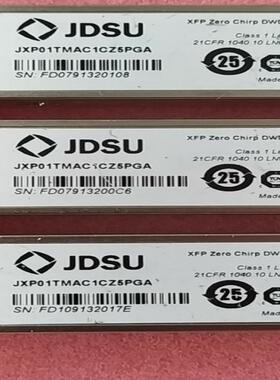 JDSU
XFP Zero Chirp DW
JXP01TMAC1CZ5PGA
Class 1 L
21CFR 1040 10 LN
SN: FD0791320108
25
Made
JDSU
XFP Zero Chirp DW
JXP01TMAC1CZ5PGA
Class 1 La
21CFR 1040 10 LN
SN: FD07913200C6
25
Made
JDSU
XFP Zero Chirp DW
JXP01TMAC1CZ5PGA
Class 1 La
21CFR 1040 10 LN
SN: FD109132017E
25
Made